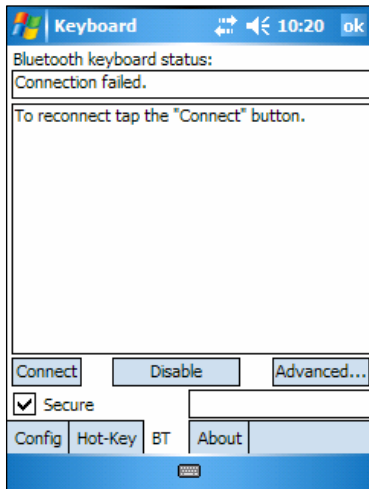 Keyboard 10:20 ok
Bluetooth keyboard status:
Connection failed.
To reconnect tap the "Connect" button.
Connect Disable Advanced...
Secure
Config Hot-Key BT About